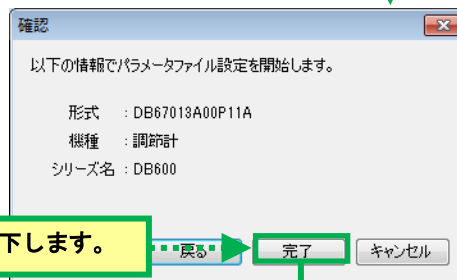 確認
以下の情報でパラメータファイル設定を開始します。
形式 : DB67013A00P11A
機種 : 調節計
シリーズ名 : DB600
下します。
戻る
完了
キャンセル